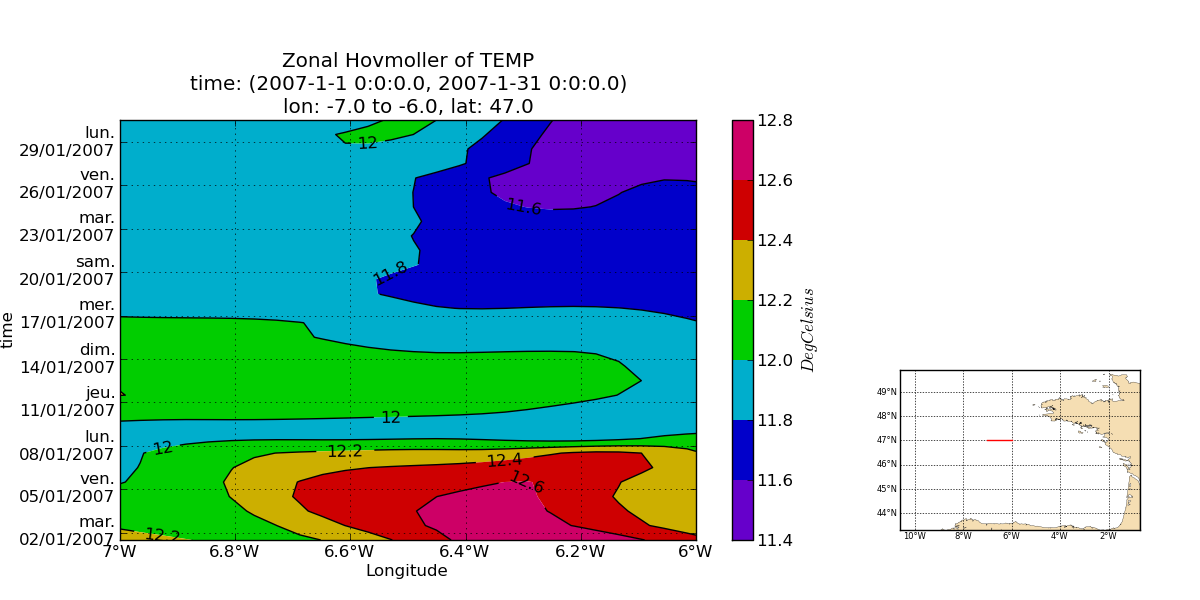 Zonal Hovmoller of TEMP
time: (2007-1-1 0:0:0.0, 2007-1-31 0:0:0.0)
lon: -7.0 to -6.0, lat: 47.0
lun.
29/01/2007
ven.
26/01/2007
mar.
23/01/2007
sam.
20/01/2007
mer.
17/01/2007
dim.
14/01/2007
jeu.
11/01/2007
lun.
08/01/2007
ven.
05/01/2007
mar.
02/01/2007
time
12
11.6
11.8
12
12
12.2
12.4
12.6
12.2
7°W 6.8°W 6.6°W 6.4°W 6.2°W 6°W
Longitude
12.8
12.6
12.4
12.2
12.0
11.8
11.6
11.4
DegCelsius
49°N
48°N
47°N
46°N
45°N
44°N
10°W 8°W 6°W 4°W 2°W